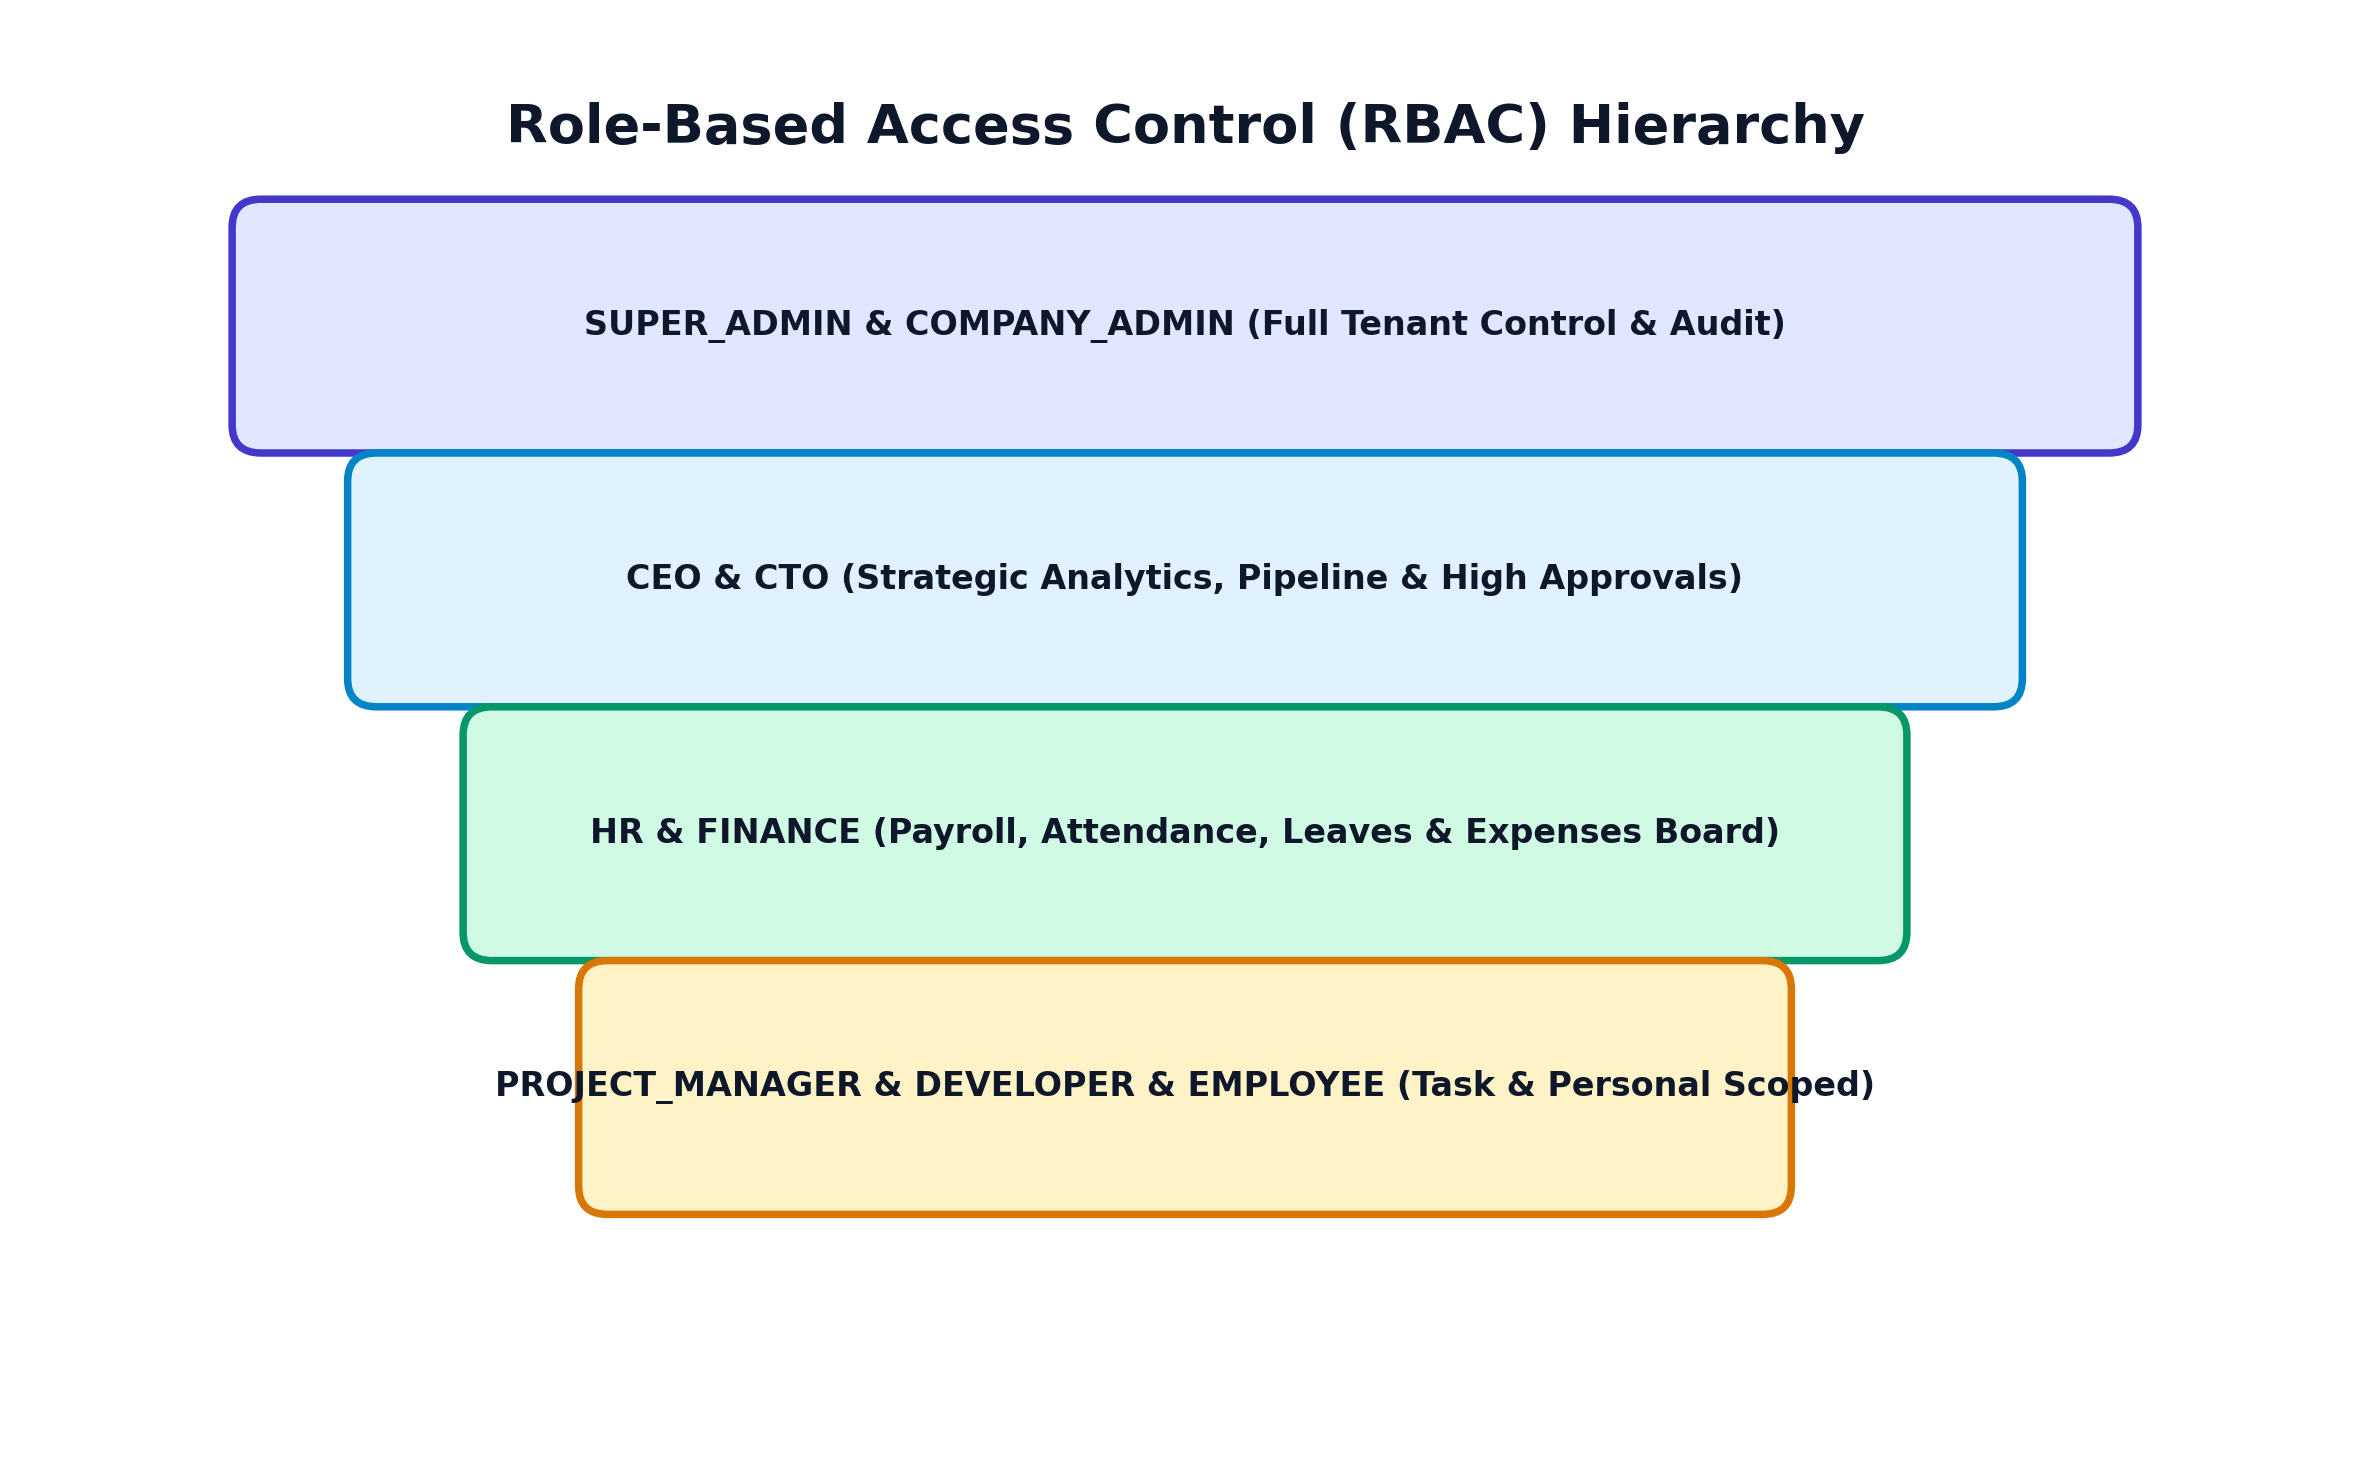 Role-Based Access Control (RBAC) Hierarchy
SUPER_ADMIN & COMPANY_ADMIN (Full Tenant Control & Audit)
CEO & CTO (Strategic Analytics, Pipeline & High Approvals)
HR & FINANCE (Payroll, Attendance, Leaves & Expenses Board)
PROJECT_MANAGER & DEVELOPER & EMPLOYEE (Task & Personal Scoped)